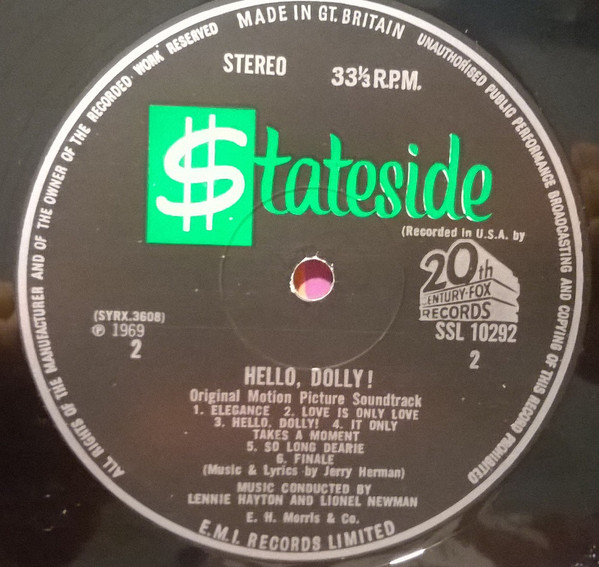 MADE IN GT. BRITAIN
UNAUTHORISED PUBLIC PERFORMANCE BROADCASTING AND COPYING OF THIS RECORD PROHIBITED
ALL RIGHTS OF THE MANUFACTURER AND OF THE OWNER OF THE RECORDED WORK RESERVED
STEREO 33⅓ R.P.M.
$tateside
(Recorded in U.S.A. by
20th
CENTURY-FOX
RECORDS
(SYRX.3608)
℗ 1969
2
SSL 10292
2
HELLO, DOLLY!
Original Motion Picture Soundtrack
1. ELEGANCE 2. LOVE IS ONLY LOVE
3. HELLO, DOLLY! 4. IT ONLY
TAKES A MOMENT
5. SO LONG DEARIE
6. FINALE
(Music & Lyrics by Jerry Herman)
MUSIC CONDUCTED BY
LENNIE HAYTON AND LIONEL NEWMAN
E. H. Morris & Co.
E.M.I. RECORDS LIMITED